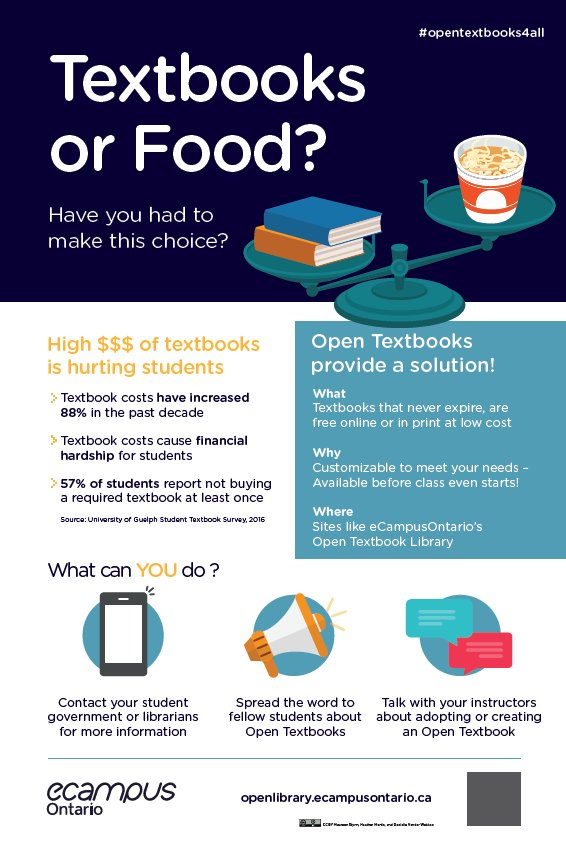 #opentextbooks4all
Textbooks
or Food?
Have you had to
make this choice?
High $$$ of textbooks
is hurting students
Textbook costs have increased
88% in the past decade
Textbook costs cause financial
hardship for students
57% of students report not buying
a required textbook at least once
Source: University of Guelph Student Textbook Survey, 2016
Open Textbooks
provide a solution!
What
Textbooks that never expire, are
free online or in print at low cost
Why
Customizable to meet your needs –
Available before class even starts!
Where
Sites like eCampusOntario's
Open Textbook Library
What can YOU do ?
Contact your student
government or librarians
for more information
Spread the word to
fellow students about
Open Textbooks
Talk with your instructors
about adopting or creating
an Open Textbook
ecampus
Ontario
openlibrary.ecampusontario.ca